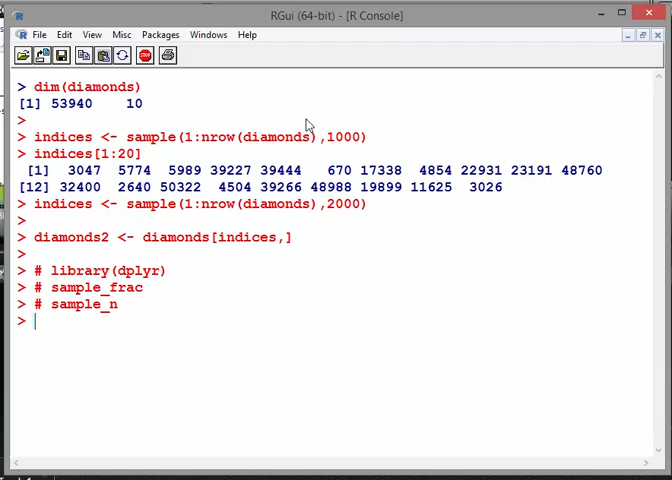 RGui (64-bit) - [R Console]
File Edit View Misc Packages Windows Help
> dim(diamonds)
[1] 53940 10
>
> indices <- sample(1:nrow(diamonds),1000)
> indices[1:20]
[1] 3047 5774 5989 39227 39444 670 17338 4854 22931 23191 48760
[12] 32400 2640 50322 4504 39266 48988 19899 11625 3026
> indices <- sample(1:nrow(diamonds),2000)
>
> diamonds2 <- diamonds[indices,]
>
> # library(dplyr)
> # sample_frac
> # sample_n
>